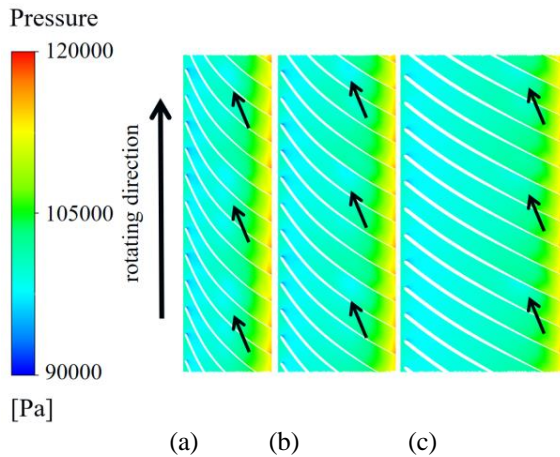 Pressure
120000
105000
90000
[Pa]
rotating direction
(a) (b) (c)